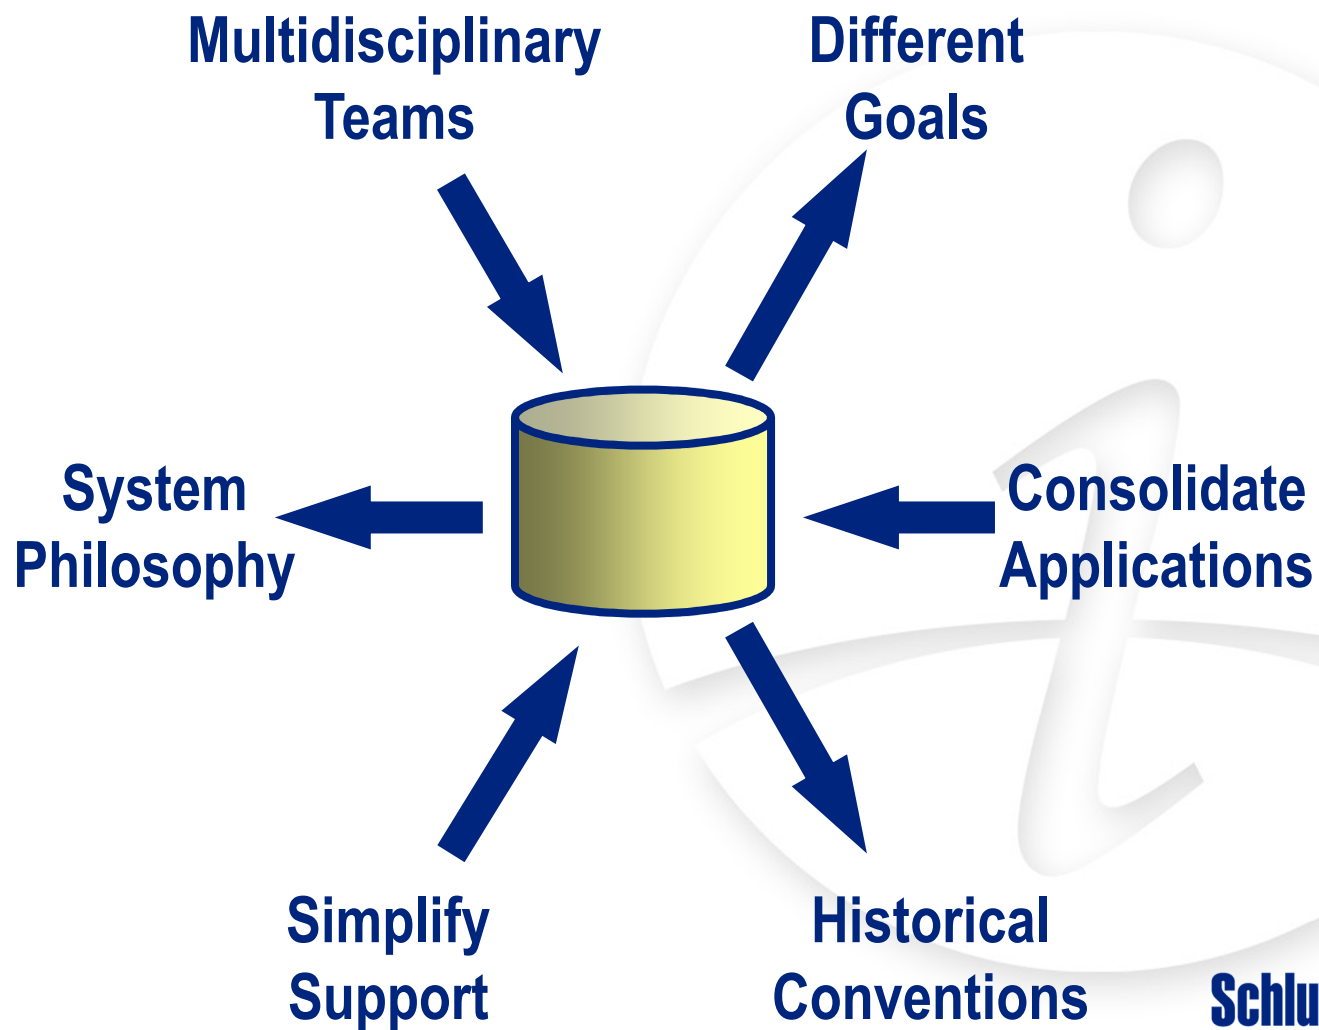 Multidisciplinary
Teams
Different
Goals
System
Philosophy
Consolidate
Applications
Simplify
Support
Historical
Conventions
Schlu